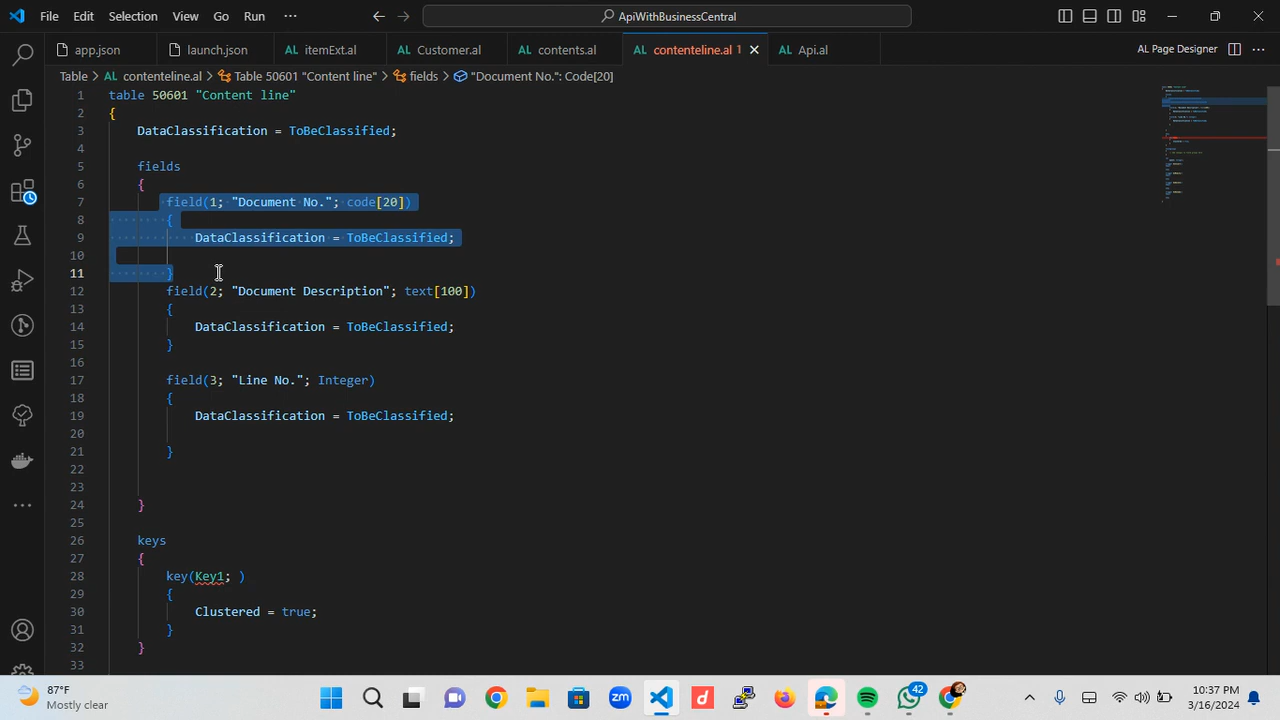 File Edit Selection View Go Run ··· ApiWithBusinessCentral
app.json launch.json AL itemExt.al AL Customer.al AL contents.al AL contenteline.al 1 AL Api.al AL Page Designer
Table > AL contenteline.al > Table 50601 "Content line" > fields > "Document No.": Code[20]
1 table 50601 "Content line"
2 {
3 DataClassification = ToBeClassified;
4
5 fields
6 {
7 field(1; "Document No."; code[20])
8 {
9 DataClassification = ToBeClassified;
10
11 }
12 field(2; "Document Description"; text[100])
13 {
14 DataClassification = ToBeClassified;
15 }
16
17 field(3; "Line No."; Integer)
18 {
19 DataClassification = ToBeClassified;
20
21 }
22
23
24 }
25
26 keys
27 {
28 key(Key1; )
29 {
30 Clustered = true;
31 }
32 }
33
87°F
Mostly clear
zm
d
42
10:37 PM
3/16/2024